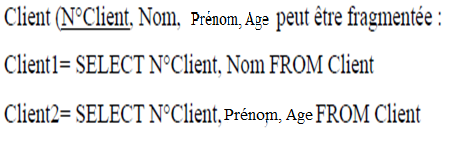 Client (N°Client, Nom, Prénom, Age peut être fragmentée :
Client1= SELECT N°Client, Nom FROM Client
Client2= SELECT N°Client, Prénom, Age FROM Client